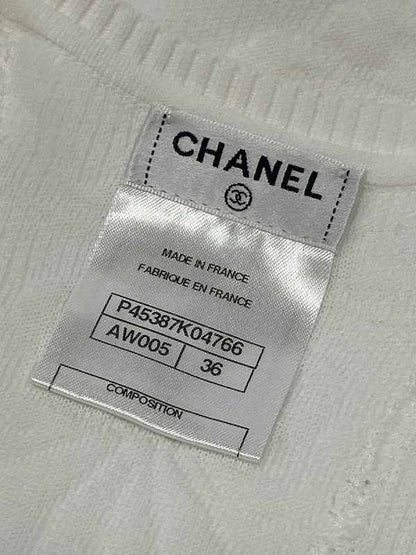 CHANEL
MADE IN FRANCE
FABRIQUE EN FRANCE
P45387K04766
AW005 36
COMPOSITION